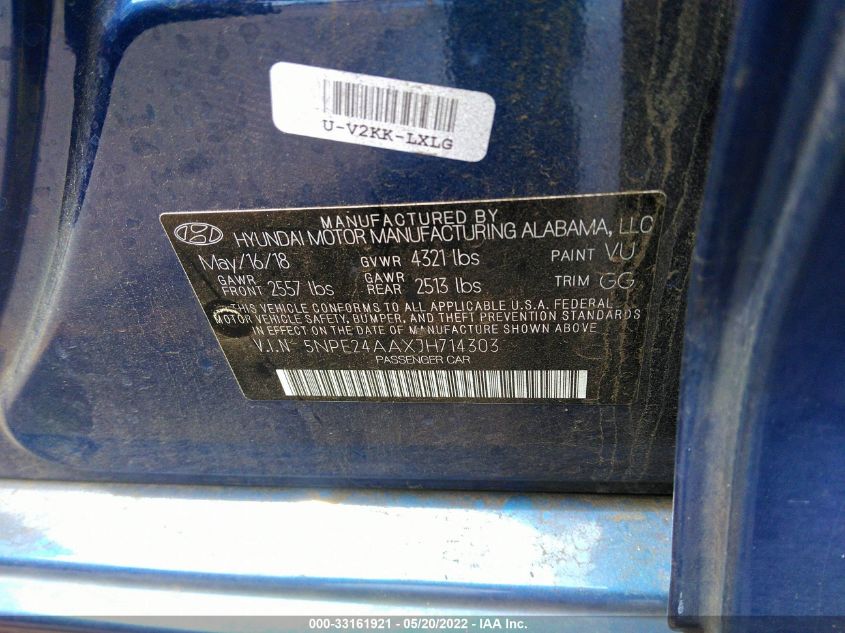 U-V2KK-LXLG
MANUFACTURED BY
HYUNDAI MOTOR MANUFACTURING ALABAMA, LLC
May/16/18 GVWR 4321 lbs PAINT VU
GAWR FRONT 2557 lbs GAWR REAR 2513 lbs TRIM GG
THIS VEHICLE CONFORMS TO ALL APPLICABLE U.S.A. FEDERAL
MOTOR VEHICLE SAFETY, BUMPER, AND THEFT PREVENTION STANDARDS
IN EFFECT ON THE DATE OF MANUFACTURE SHOWN ABOVE
V.I.N 5NPE24AAXJH714303
PASSENGER CAR
000-33161921 - 05/20/2022 - IAA Inc.